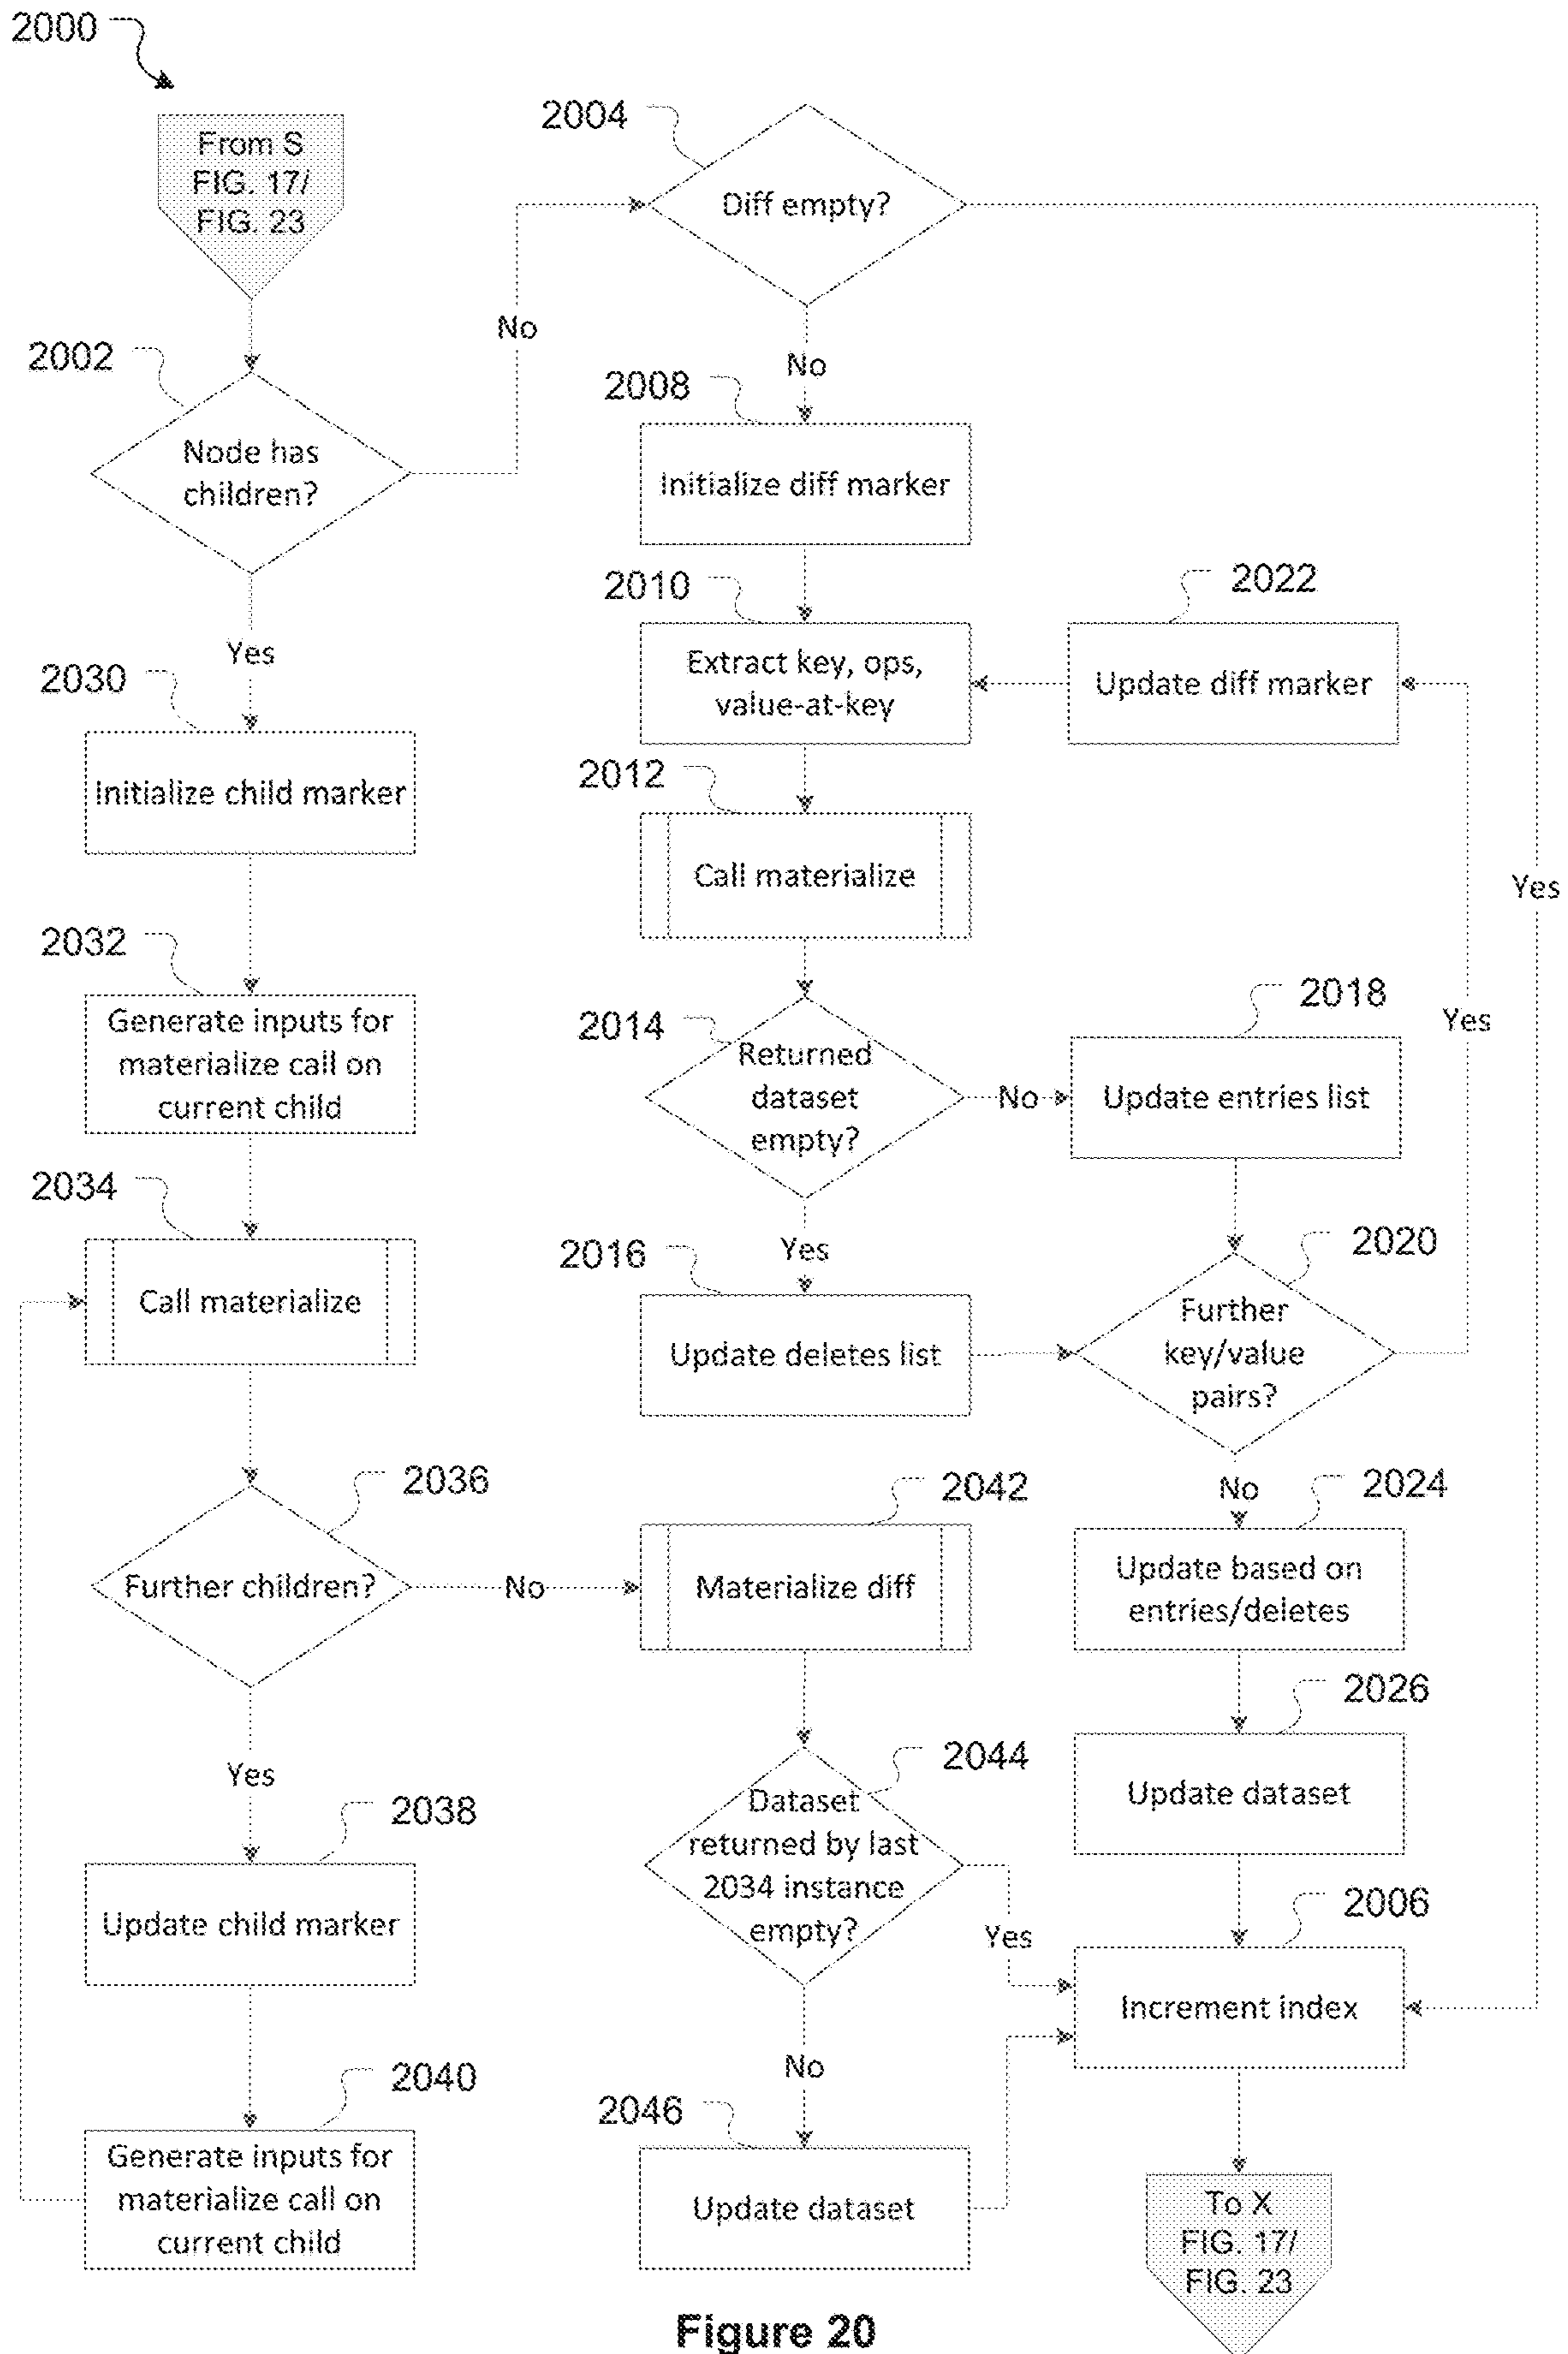 2000
From S
FIG. 17/
FIG. 23
2002
Node has
children?
No
Yes
2004
Diff empty?
No
Yes
2008
Initialize diff marker
2010
Extract key, ops,
value-at-key
2022
Update diff marker
2012
Call materialize
2014
Returned
dataset
empty?
No
Yes
2018
Update entries list
2016
Update deletes list
2020
Further
key/value
pairs?
Yes
No
2024
Update based on
entries/deletes
2026
Update dataset
2006
Increment index
To X
FIG. 17/
FIG. 23
2030
Initialize child marker
2032
Generate inputs for
materialize call on
current child
2034
Call materialize
2036
Further children?
No
Yes
2038
Update child marker
2040
Generate inputs for
materialize call on
current child
2042
Materialize diff
2044
Dataset
returned by last
2034 instance
empty?
Yes
No
2046
Update dataset
Figure 20